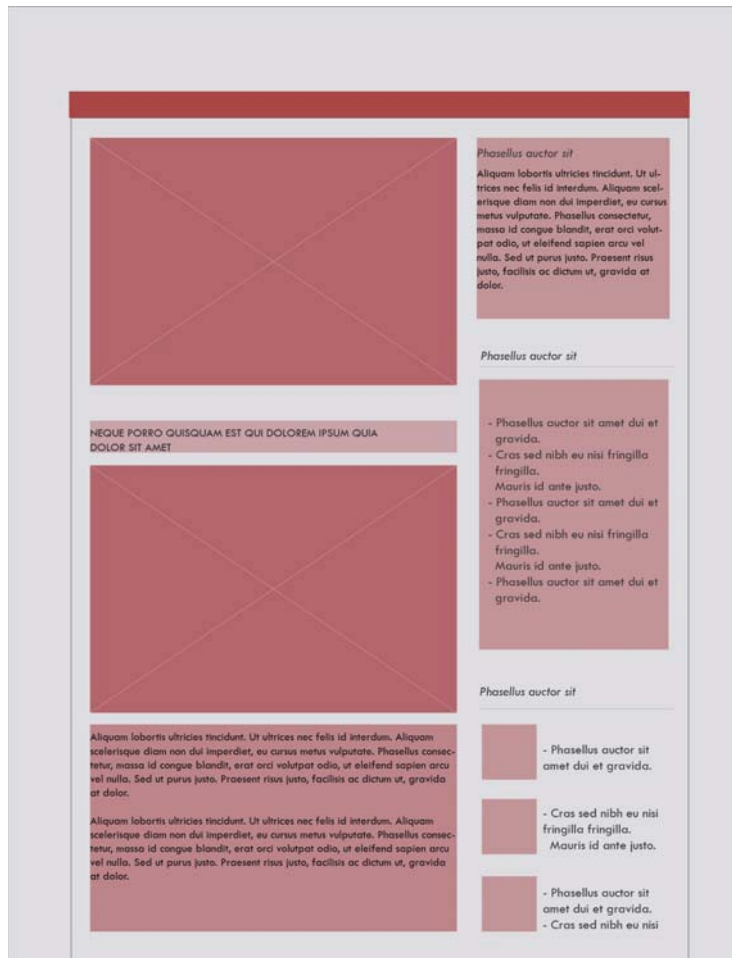 NEQUE PORRO QUISQUAM EST QUI DOLOREM IPSUM QUIA
DOLOR SIT AMET
Aliquam lobortis ultricies tincidunt. Ut ultrices nec felis id interdum. Aliquam
scelerisque diam non dui imperdiet, eu cursus metus vulputate. Phasellus consec-
tetur, massa id congue blandit, erat orci volutpat odio, ut eleifend sapien arcu
vel nulla. Sed ut purus justo. Praesent risus justo, facilisis ac dictum ut, gravida
at dolor.
Aliquam lobortis ultricies tincidunt. Ut ultrices nec felis id interdum. Aliquam
scelerisque diam non dui imperdiet, eu cursus metus vulputate. Phasellus consec-
tetur, massa id congue blandit, erat orci volutpat odio, ut eleifend sapien arcu
vel nulla. Sed ut purus justo. Praesent risus justo, facilisis ac dictum ut, gravida
at dolor.
Phasellus auctor sit
Aliquam lobortis ultricies tincidunt. Ut ul-
trices nec felis id interdum. Aliquam scel-
erisque diam non dui imperdiet, eu cursus
metus vulputate. Phasellus consectetur,
massa id congue blandit, erat orci volut-
pat odio, ut eleifend sapien arcu vel
nulla. Sed ut purus justo. Praesent risus
justo, facilisis ac dictum ut, gravida at
dolor.
Phasellus auctor sit
- Phasellus auctor sit amet dui et
gravida.
- Cras sed nibh eu nisi fringilla
fringilla.
Mauris id ante justo.
- Phasellus auctor sit amet dui et
gravida.
- Cras sed nibh eu nisi fringilla
fringilla.
Mauris id ante justo.
- Phasellus auctor sit amet dui et
gravida.
Phasellus auctor sit
- Phasellus auctor sit
amet dui et gravida.
- Cras sed nibh eu nisi
fringilla fringilla.
Mauris id ante justo.
- Phasellus auctor sit
amet dui et gravida.
- Cras sed nibh eu nisi